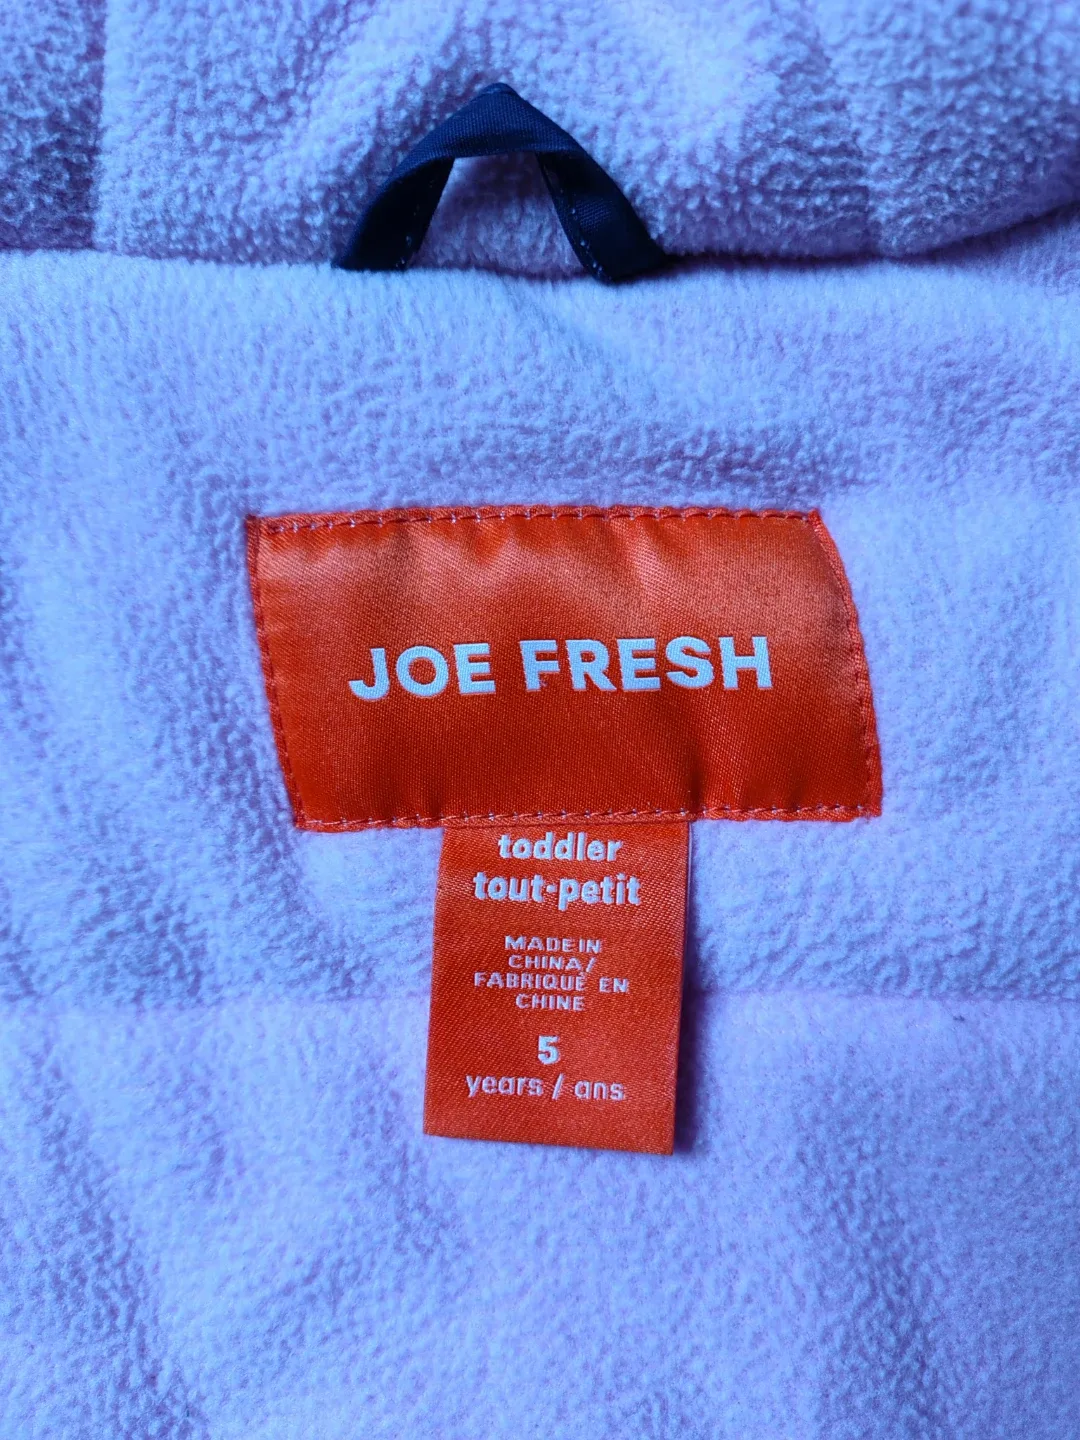 JOE FRESH
toddler
tout·petit
MADE IN
CHINA/
FABRIQUÉ EN
CHINE
5
years / ans